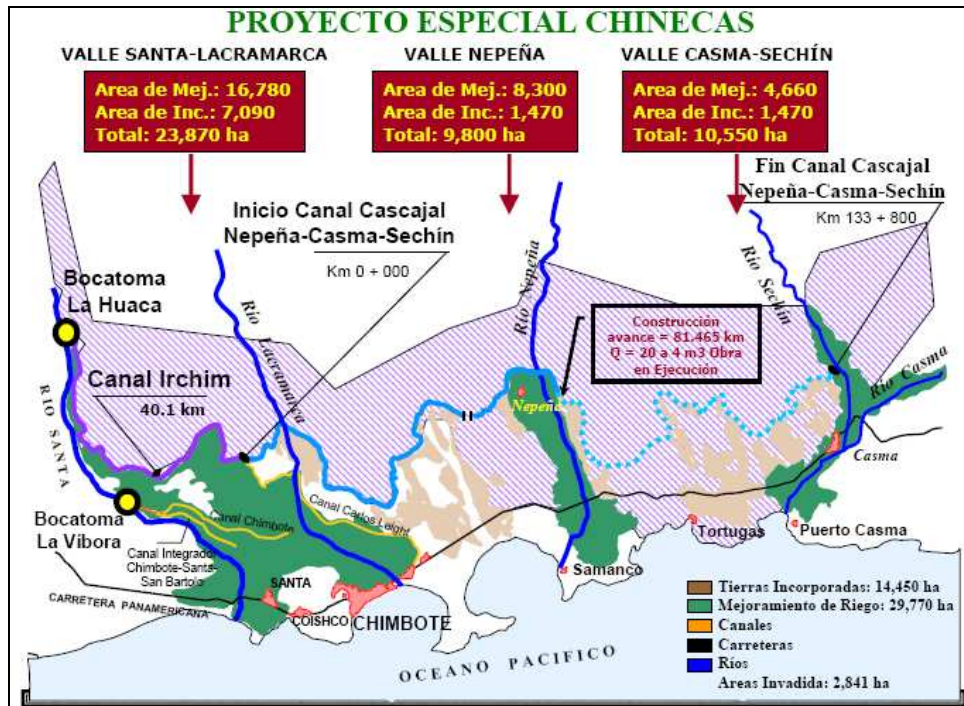 PROYECTO ESPECIAL CHINECAS
VALLE SANTA-LACRAMARCA
Area de Mej.: 16,780
Area de Inc.: 7,090
Total: 23,870 ha
VALLE NEPEÑA
Area de Mej.: 8,300
Area de Inc.: 1,470
Total: 9,800 ha
VALLE CASMA-SECHÍN
Area de Mej.: 4,660
Area de Inc.: 1,470
Total: 10,550 ha
Fin Canal Cascajal
Nepeña-Casma-Sechín
Km 133 + 800
Inicio Canal Cascajal
Nepeña-Casma-Sechín
Km 0 + 000
Bocatoma
La Huaca
Río Lacramarca
Río Nepeña
Río Sechín
Construcción
avance = 81.465 km
Q = 20 a 4 m3 Obra
en Ejecución
Canal Irchim
40.1 km
RIO SANTA
Nepeña
Río Casma
Casma
Bocatoma
La Víbora
Canal Chimbote
Canal Carlos Leight
Canal Integrador
Chimbote-Santa-
San Bartolo
Tortugas
Puerto Casma
Samanco
SANTA
CARRETERA PANAMERICANA
COISHCO
CHIMBOTE
OCEANO PACIFICO
Tierras Incorporadas: 14,450 ha
Mejoramiento de Riego: 29,770 ha
Canales
Carreteras
Ríos
Areas Invadida: 2,841 ha